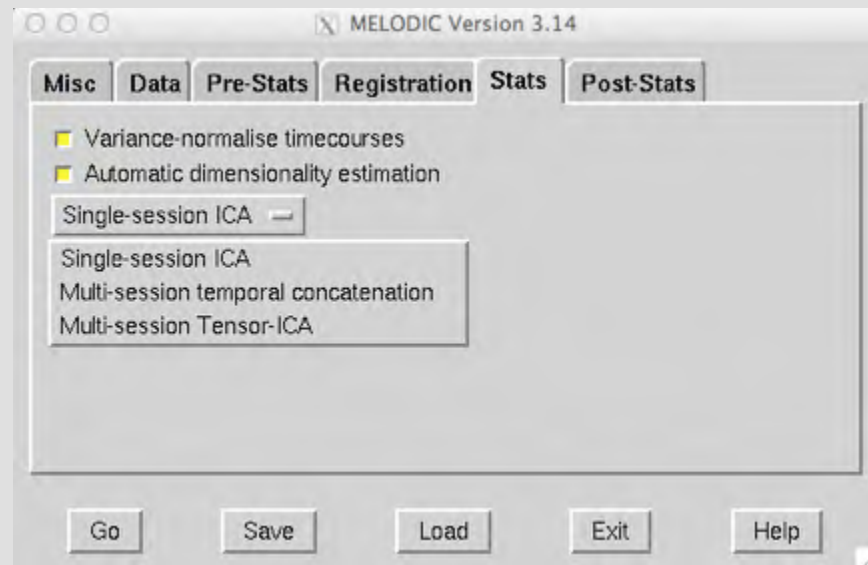 MELODIC Version 3.14
Misc Data Pre-Stats Registration Stats Post-Stats
Variance-normalise timecourses
Automatic dimensionality estimation
Single-session ICA
Single-session ICA
Multi-session temporal concatenation
Multi-session Tensor-ICA
Go Save Load Exit Help